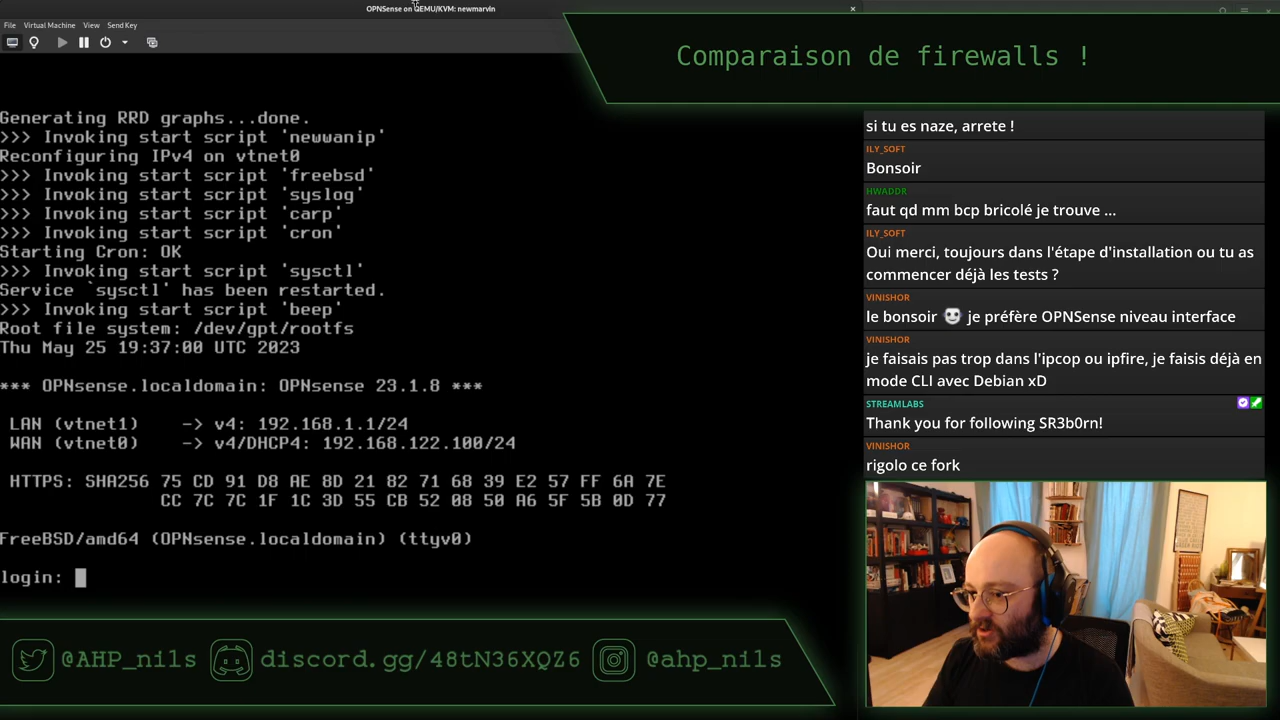 OPNSense on QEMU/KVM: newmarvin
File Virtual Machine View Send Key
Comparaison de firewalls !
Generating RRD graphs...done.
>>> Invoking start script 'newwanip'
Reconfiguring IPv4 on vtnet0
>>> Invoking start script 'freebsd'
>>> Invoking start script 'syslog'
>>> Invoking start script 'carp'
>>> Invoking start script 'cron'
Starting Cron: OK
>>> Invoking start script 'sysctl'
Service `sysctl' has been restarted.
>>> Invoking start script 'beep'
Root file system: /dev/gpt/rootfs
Thu May 25 19:37:00 UTC 2023
*** OPNsense.localdomain: OPNsense 23.1.8 ***
LAN (vtnet1) -> v4: 192.168.1.1/24
WAN (vtnet0) -> v4/DHCP4: 192.168.122.100/24
HTTPS: SHA256 75 CD 91 D8 AE 8D 21 82 71 68 39 E2 57 FF 6A 7E
CC 7C 7C 1F 1C 3D 55 CB 52 08 50 A6 5F 5B 0D 77
FreeBSD/amd64 (OPNsense.localdomain) (ttyv0)
login:
si tu es naze, arrete !
ILY_SOFT
Bonsoir
HWADDR
faut qd mm bcp bricolé je trouve ...
ILY_SOFT
Oui merci, toujours dans l'étape d'installation ou tu as
commencer déjà les tests ?
VINISHOR
le bonsoir je préfère OPNSense niveau interface
VINISHOR
je faisais pas trop dans l'ipcop ou ipfire, je faisis déjà en
mode CLI avec Debian xD
STREAMLABS
Thank you for following SR3b0rn!
VINISHOR
rigolo ce fork
@AHP_nils discord.gg/48tN36XQZ6 @ahp_nils